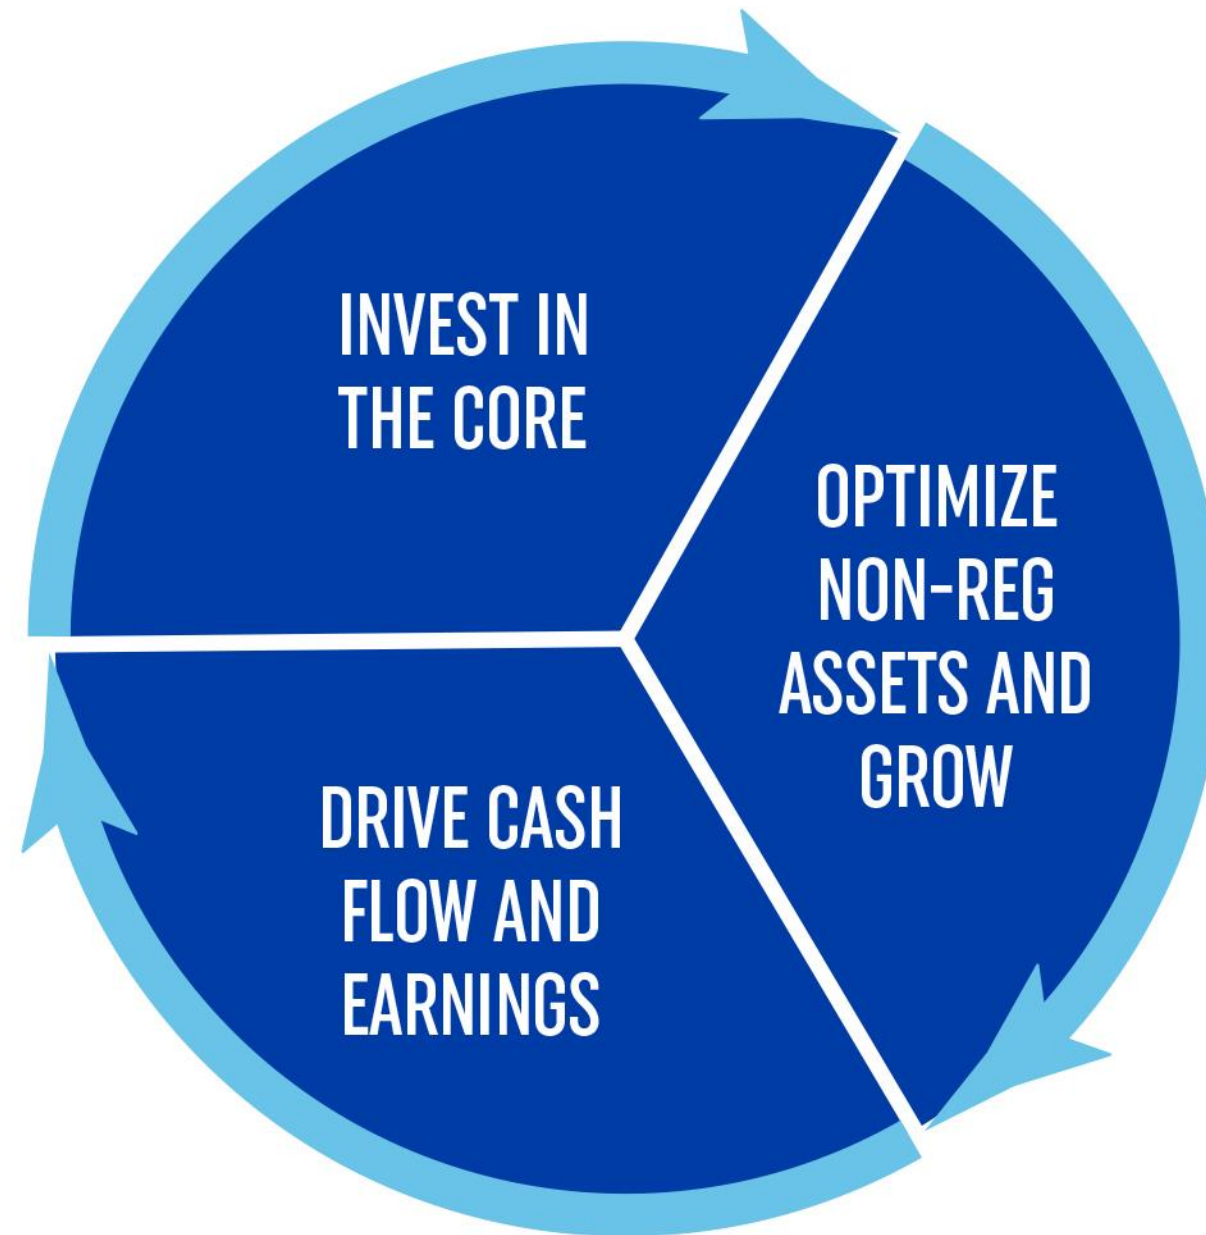 INVEST IN
THE CORE
OPTIMIZE
NON-REG
ASSETS AND
GROW
DRIVE CASH
FLOW AND
EARNINGS